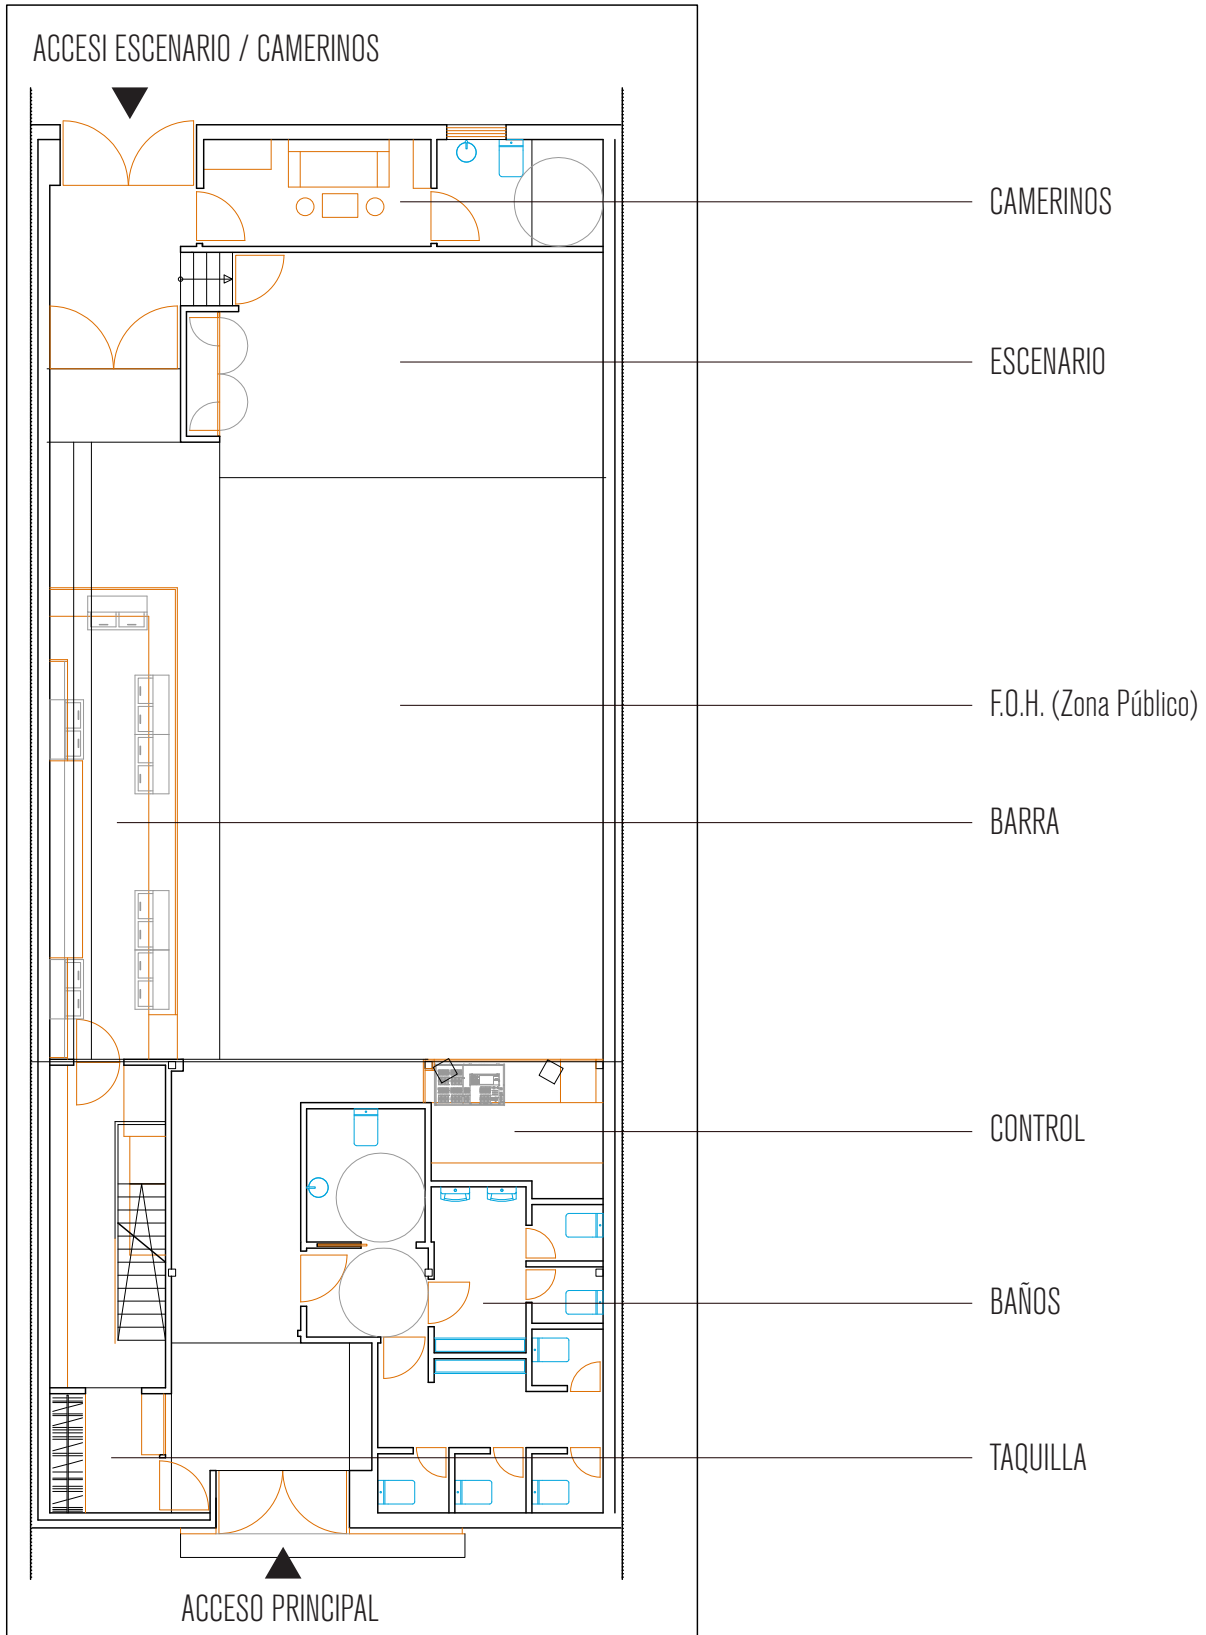 ACCESI ESCENARIO / CAMERINOS
CAMERINOS
ESCENARIO
F.O.H. (Zona Público)
BARRA
CONTROL
BAÑOS
TAQUILLA
ACCESO PRINCIPAL